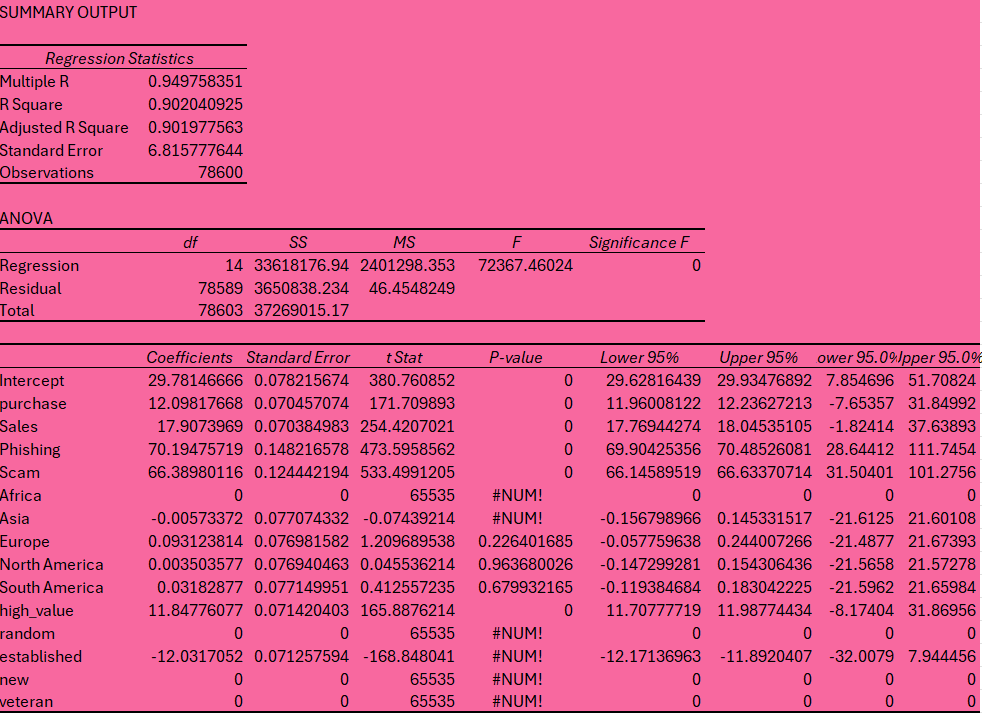 SUMMARY OUTPUT
Regression Statistics
Multiple R 0.949758351
R Square 0.902040925
Adjusted R Square 0.901977563
Standard Error 6.815777644
Observations 78600
ANOVA
df SS MS F Significance F
Regression 14 33618176.94 2401298.353 72367.46024 0
Residual 78589 3650838.234 46.4548249
Total 78603 37269015.17
Coefficients Standard Error t Stat P-value Lower 95% Upper 95% ower 95.0% Upper 95.0%
Intercept 29.78146666 0.078215674 380.760852 0 29.62816439 29.93476892 7.854696 51.70824
purchase 12.09817668 0.070457074 171.709893 0 11.96008122 12.23627213 -7.65357 31.84992
Sales 17.9073969 0.070384983 254.4207021 0 17.76944274 18.04535105 -1.82414 37.63893
Phishing 70.19475719 0.148216578 473.5958562 0 69.90425356 70.48526081 28.64412 111.7454
Scam 66.38980116 0.124442194 533.4991205 0 66.14589519 66.63370714 31.50401 101.2756
Africa 0 0 65535 #NUM! 0 0 0 0
Asia -0.00573372 0.077074332 -0.07439214 #NUM! -0.156798966 0.145331517 -21.6125 21.60108
Europe 0.093123814 0.076981582 1.209689538 0.226401685 -0.057759638 0.244007266 -21.4877 21.67393
North America 0.003503577 0.076940463 0.045536214 0.963680026 -0.147299281 0.154306436 -21.5658 21.57278
South America 0.03182877 0.077149951 0.412557235 0.679932165 -0.119384684 0.183042225 -21.5962 21.65984
high_value 11.84776077 0.071420403 165.8876214 0 11.70777719 11.98774434 -8.17404 31.86956
random 0 0 65535 #NUM! 0 0 0 0
established -12.0317052 0.071257594 -168.848041 #NUM! -12.17136963 -11.8920407 -32.0079 7.944456
new 0 0 65535 #NUM! 0 0 0 0
veteran 0 0 65535 #NUM! 0 0 0 0